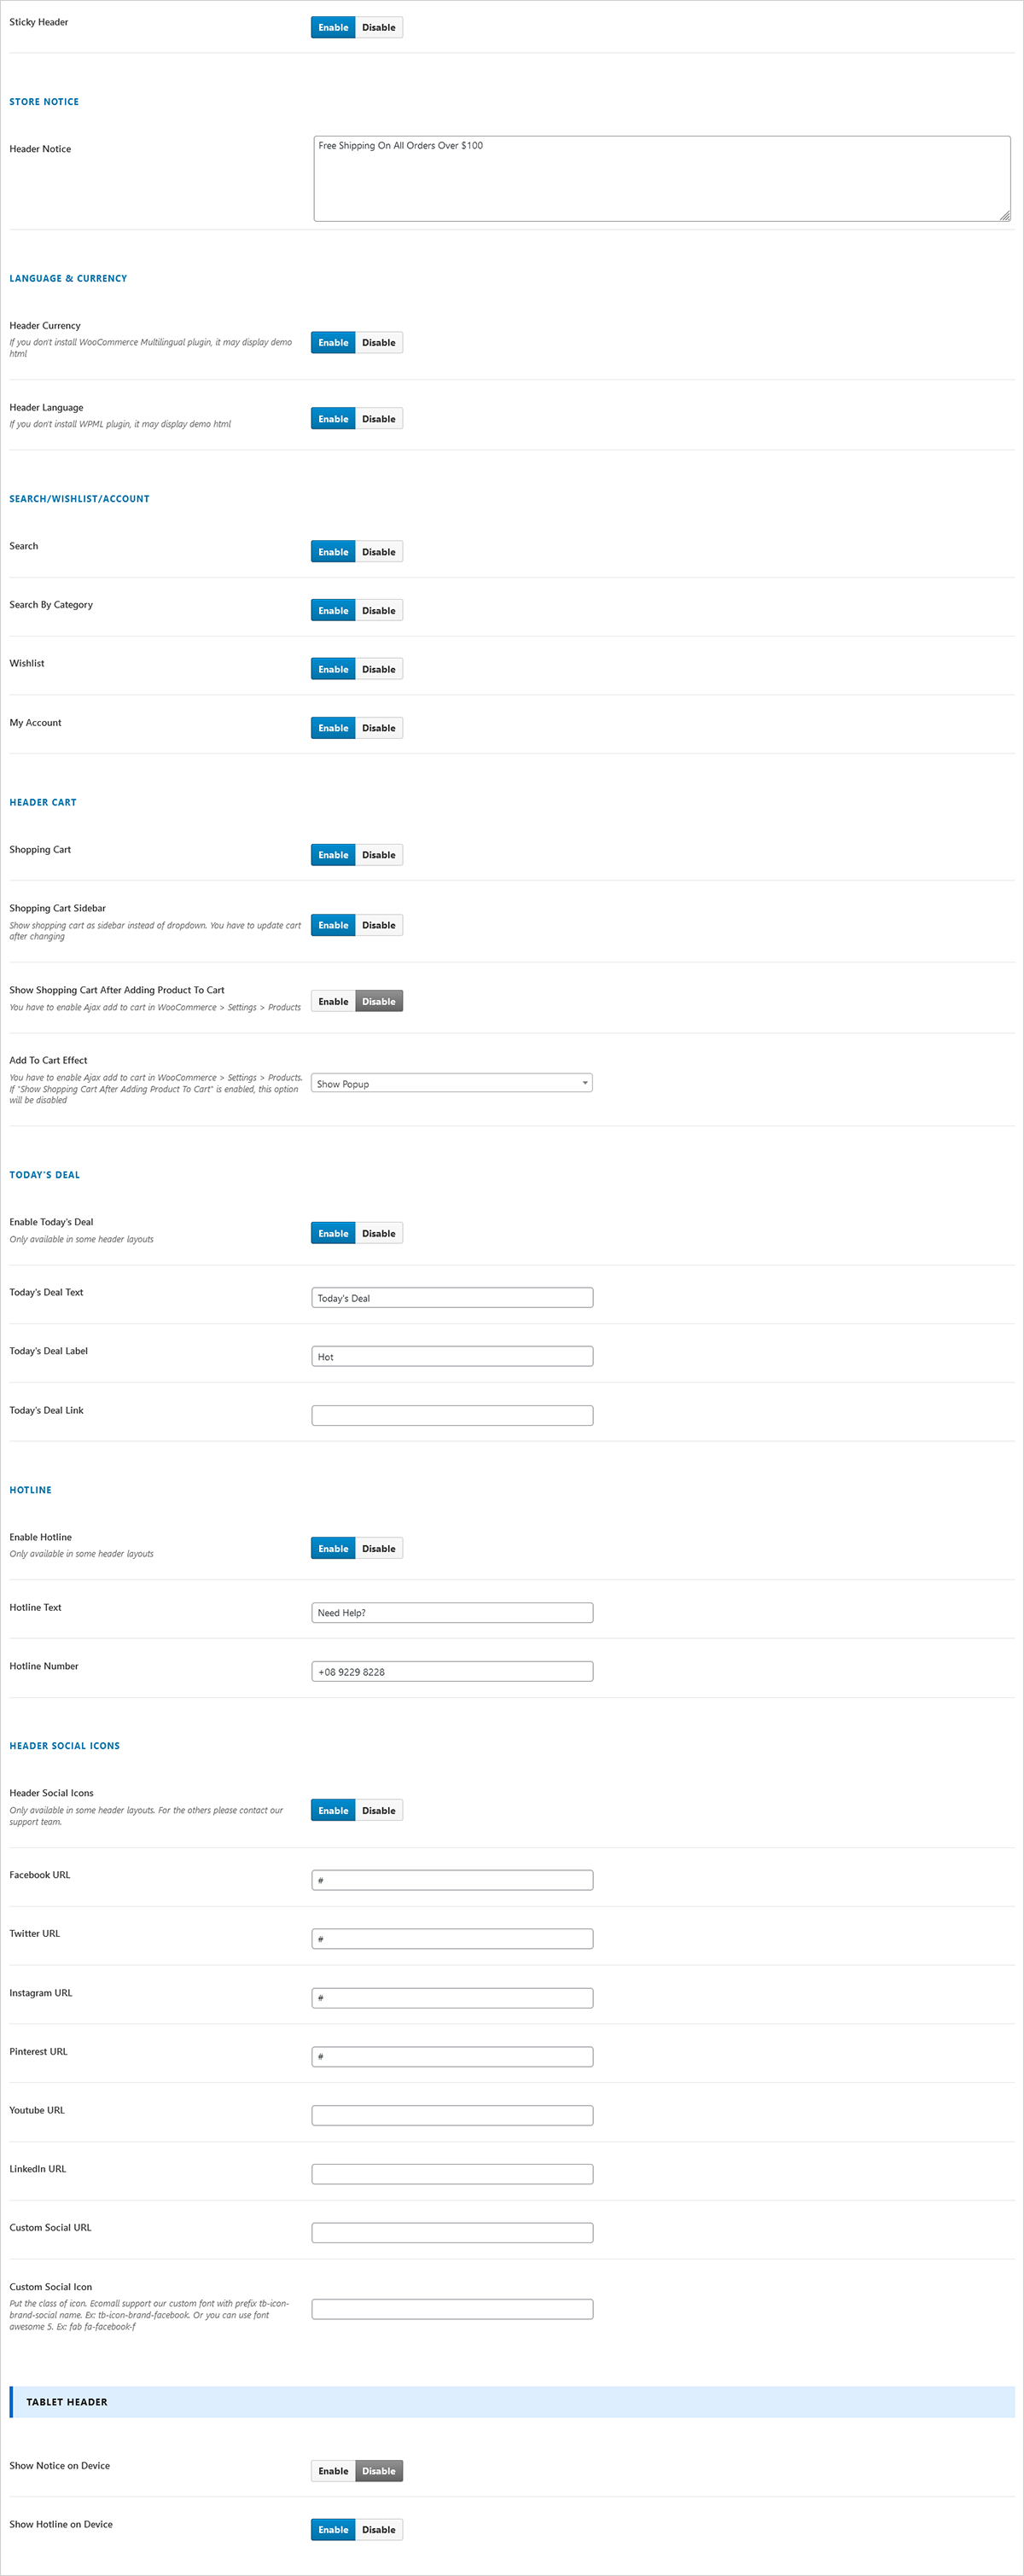 Sticky Header
Enable Disable
STORE NOTICE
Header Notice
Free Shipping On All Orders Over $100
LANGUAGE & CURRENCY
Header Currency
If you don't install WooCommerce Multilingual plugin, it may display demo
html
Enable Disable
Header Language
If you don't install WPML plugin, it may display demo html
Enable Disable
SEARCH/WISHLIST/ACCOUNT
Search
Enable Disable
Search By Category
Enable Disable
Wishlist
Enable Disable
My Account
Enable Disable
HEADER CART
Shopping Cart
Enable Disable
Shopping Cart Sidebar
Show shopping cart as sidebar instead of dropdown. You have to update cart
after changing
Enable Disable
Show Shopping Cart After Adding Product To Cart
You have to enable Ajax add to cart in WooCommerce > Settings > Products
Enable Disable
Add To Cart Effect
You have to enable Ajax add to cart in WooCommerce > Settings > Products.
If "Show Shopping Cart After Adding Product To Cart" is enabled, this option
will be disabled
Show Popup
TODAY'S DEAL
Enable Today's Deal
Only available in some header layouts
Enable Disable
Today's Deal Text
Today's Deal
Today's Deal Label
Hot
Today's Deal Link
HOTLINE
Enable Hotline
Only available in some header layouts
Enable Disable
Hotline Text
Need Help?
Hotline Number
+08 9229 8228
HEADER SOCIAL ICONS
Header Social Icons
Only available in some header layouts. For the others please contact our
support team.
Enable Disable
Facebook URL
#
Twitter URL
#
Instagram URL
#
Pinterest URL
#
Youtube URL
LinkedIn URL
Custom Social URL
Custom Social Icon
Put the class of icon. Ecomall support our custom font with prefix tb-icon-
brand-social name. Ex: tb-icon-brand-facebook. Or you can use font
awesome 5. Ex: fab fa-facebook-f
TABLET HEADER
Show Notice on Device
Enable Disable
Show Hotline on Device
Enable Disable